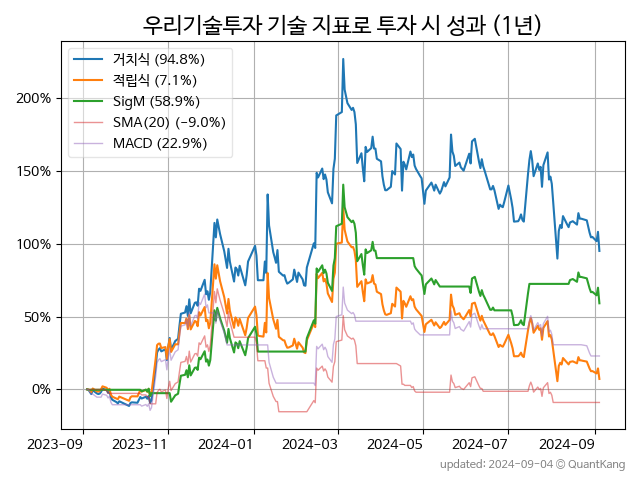 우리기술투자 기술 지표로 투자 시 성과 (1년)
거치식 (94.8%)
적립식 (7.1%)
SigM (58.9%)
SMA(20) (-9.0%)
MACD (22.9%)
200%
150%
100%
50%
0%
2023-09 2023-11 2024-01 2024-03 2024-05 2024-07 2024-09
updated: 2024-09-04 © QuantKang